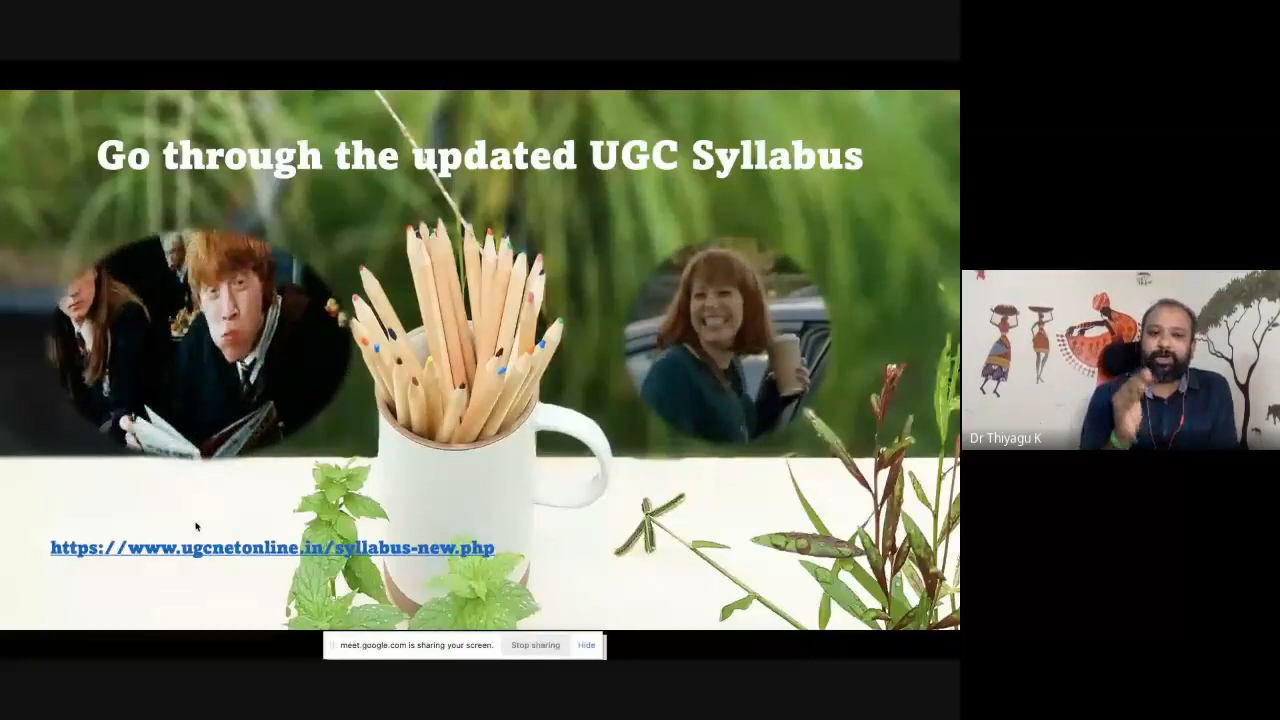 Go through the updated UGC Syllabus
Dr Thiyagu K
https://www.ugcnetonline.in/syllabus-new.php
meet.google.com is sharing your screen. Stop sharing Hide